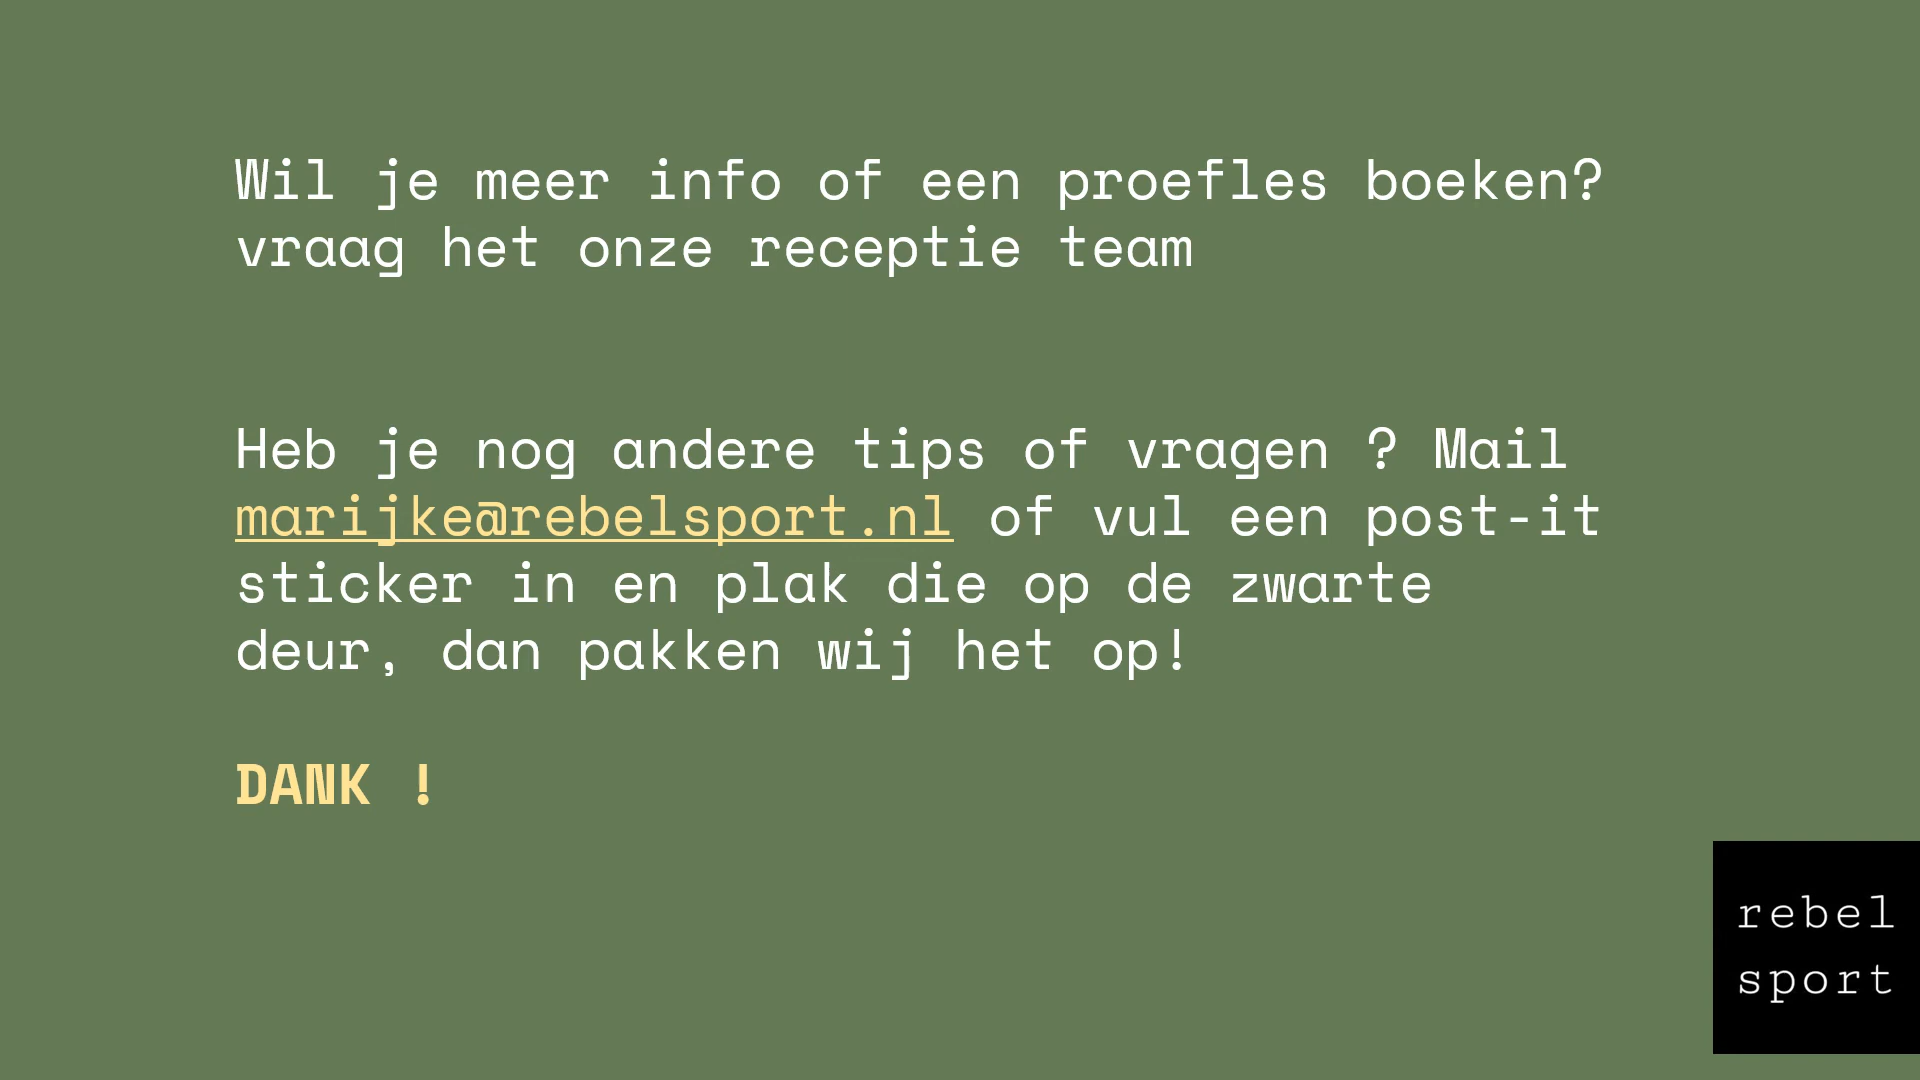 Wil je meer info of een proefles boeken?
vraag het onze receptie team
Heb je nog andere tips of vragen ? Mail
marijke@rebelsport.nl of vul een post-it
sticker in en plak die op de zwarte
deur, dan pakken wij het op!
DANK !
rebel
sport